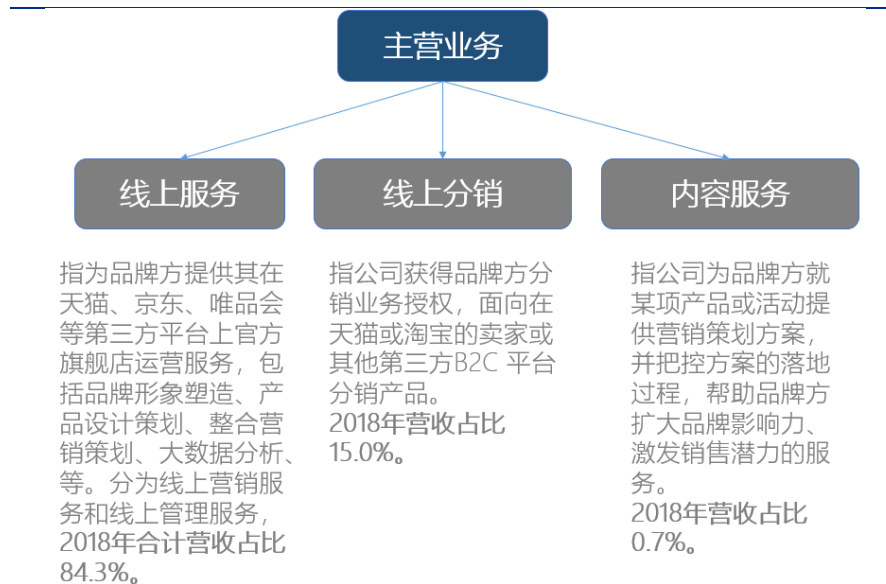 主营业务
线上服务
线上分销
内容服务
指为品牌方提供其在
天猫、京东、唯品会
等第三方平台上官方
旗舰店运营服务，包
括品牌形象塑造、产
品设计策划、整合营
销策划、大数据分析、
等。分为线上营销服
务和线上管理服务，
2018年合计营收占比
84.3%。
指公司获得品牌方分
销业务授权，面向在
天猫或淘宝的卖家或
其他第三方B2C 平台
分销产品。
2018年营收占比
15.0%。
指公司为品牌方就
某项产品或活动提
供营销策划方案，
并把控方案的落地
过程，帮助品牌方
扩大品牌影响力、
激发销售潜力的服
务。
2018年营收占比
0.7%。